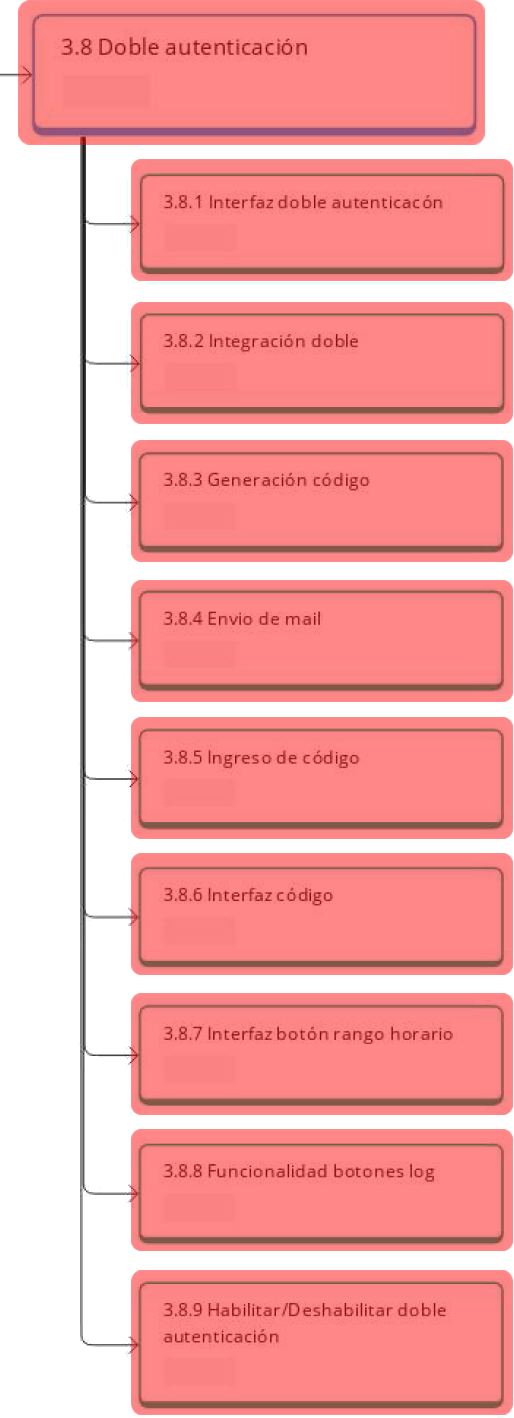 3.8 Doble autenticación
3.8.1 Interfaz doble autenticacón
3.8.2 Integración doble
3.8.3 Generación código
3.8.4 Envio de mail
3.8.5 Ingreso de código
3.8.6 Interfaz código
3.8.7 Interfaz botón rango horario
3.8.8 Funcionalidad botones log
3.8.9 Habilitar/Deshabilitar doble
autenticación